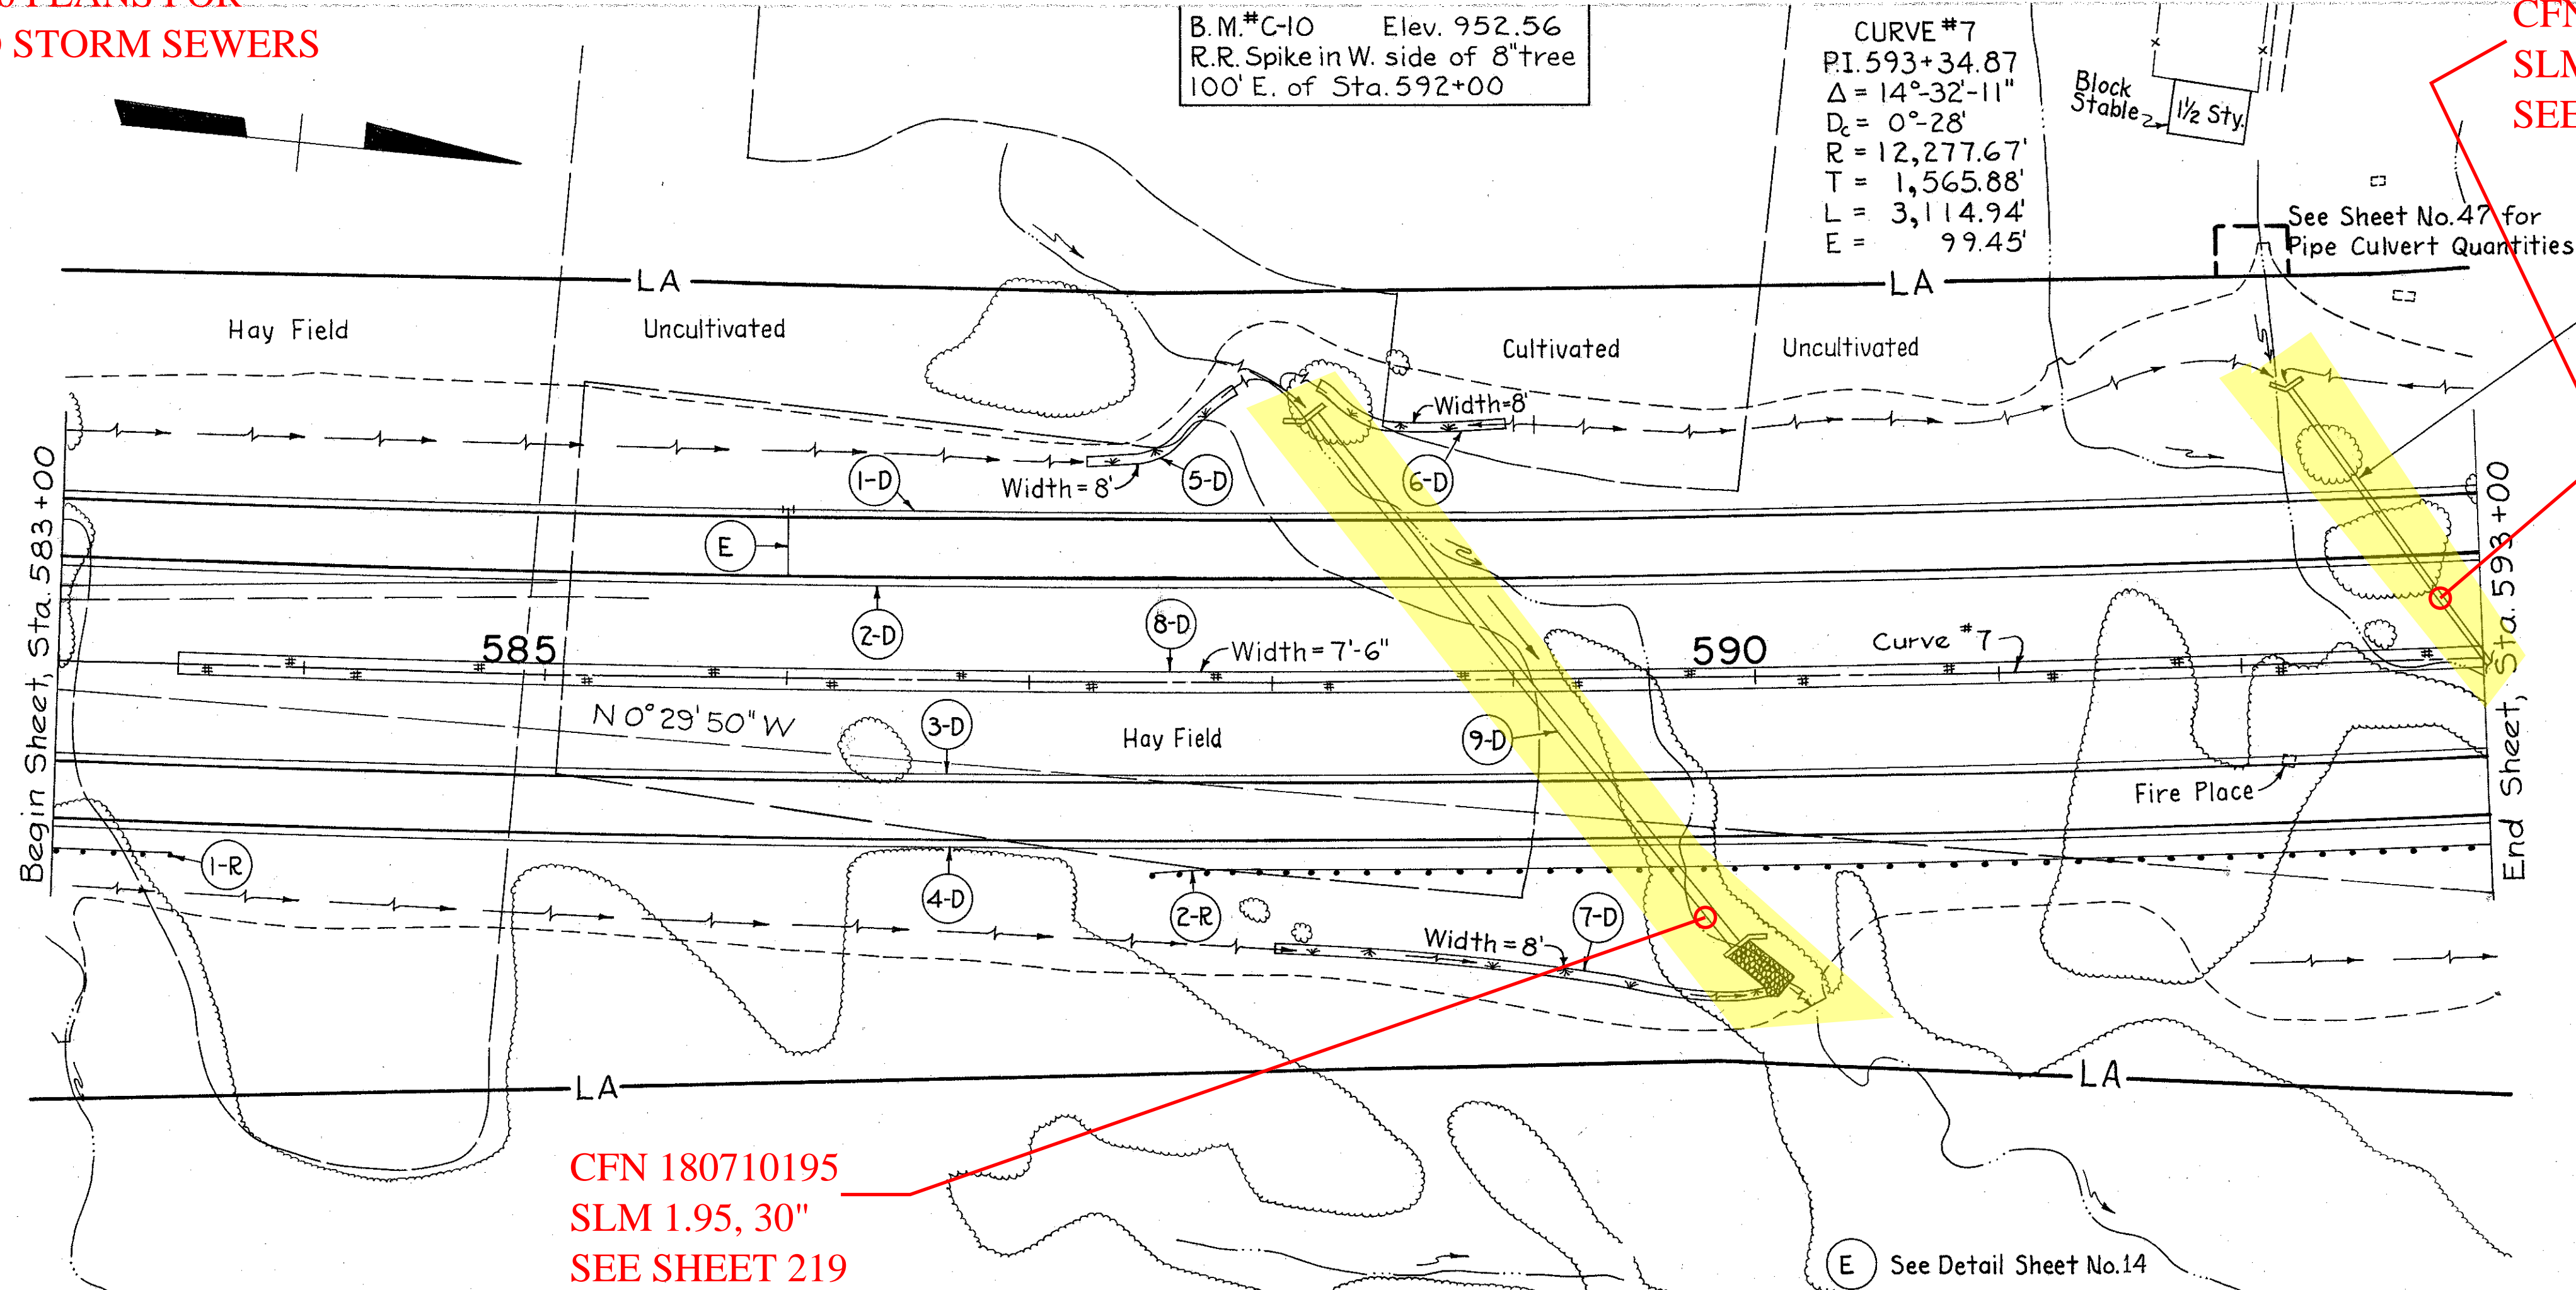 PLANS FOR
STORM SEWERS
B.M.#C-10 Elev. 952.56
R.R. Spike in W. side of 8" tree
100' E. of Sta. 592+00
CURVE #7
P.I. 593+34.87
Δ = 14°-32'-11"
Dc = 0°-28'
R = 12,277.67'
T = 1,565.88'
L = 3,114.94'
E = 99.45'
Block
Stable
1½ Sty.
CFN
SLM
SEE
See Sheet No. 47 for
Pipe Culvert Quantities
LA
LA
Hay Field
Uncultivated
Cultivated
Uncultivated
Width=8'
1-D
Width=8'
5-D
6-D
E
2-D
8-D
585
Width=7'-6"
590
Curve #7
N 0°29'50" W
3-D
Hay Field
9-D
Fire Place
Begin Sheet, Sta. 583+00
End Sheet, Sta. 593+00
1-R
4-D
2-R
Width=8'
7-D
LA
LA
CFN 180710195
SLM 1.95, 30"
SEE SHEET 219
E See Detail Sheet No.14